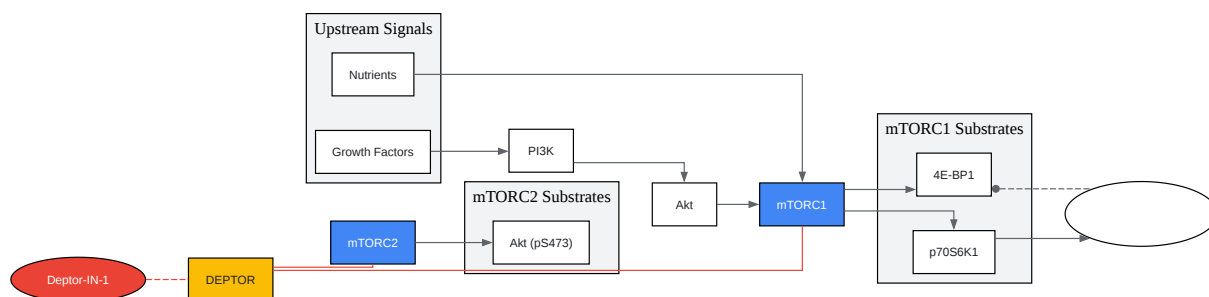 Upstream Signals
Nutrients
Growth Factors
PI3K
mTORC1 Substrates
4E-BP1
mTORC2 Substrates
Akt
mTORC1
mTORC2
Akt (pS473)
p70S6K1
Deptor-IN-1
DEPTOR